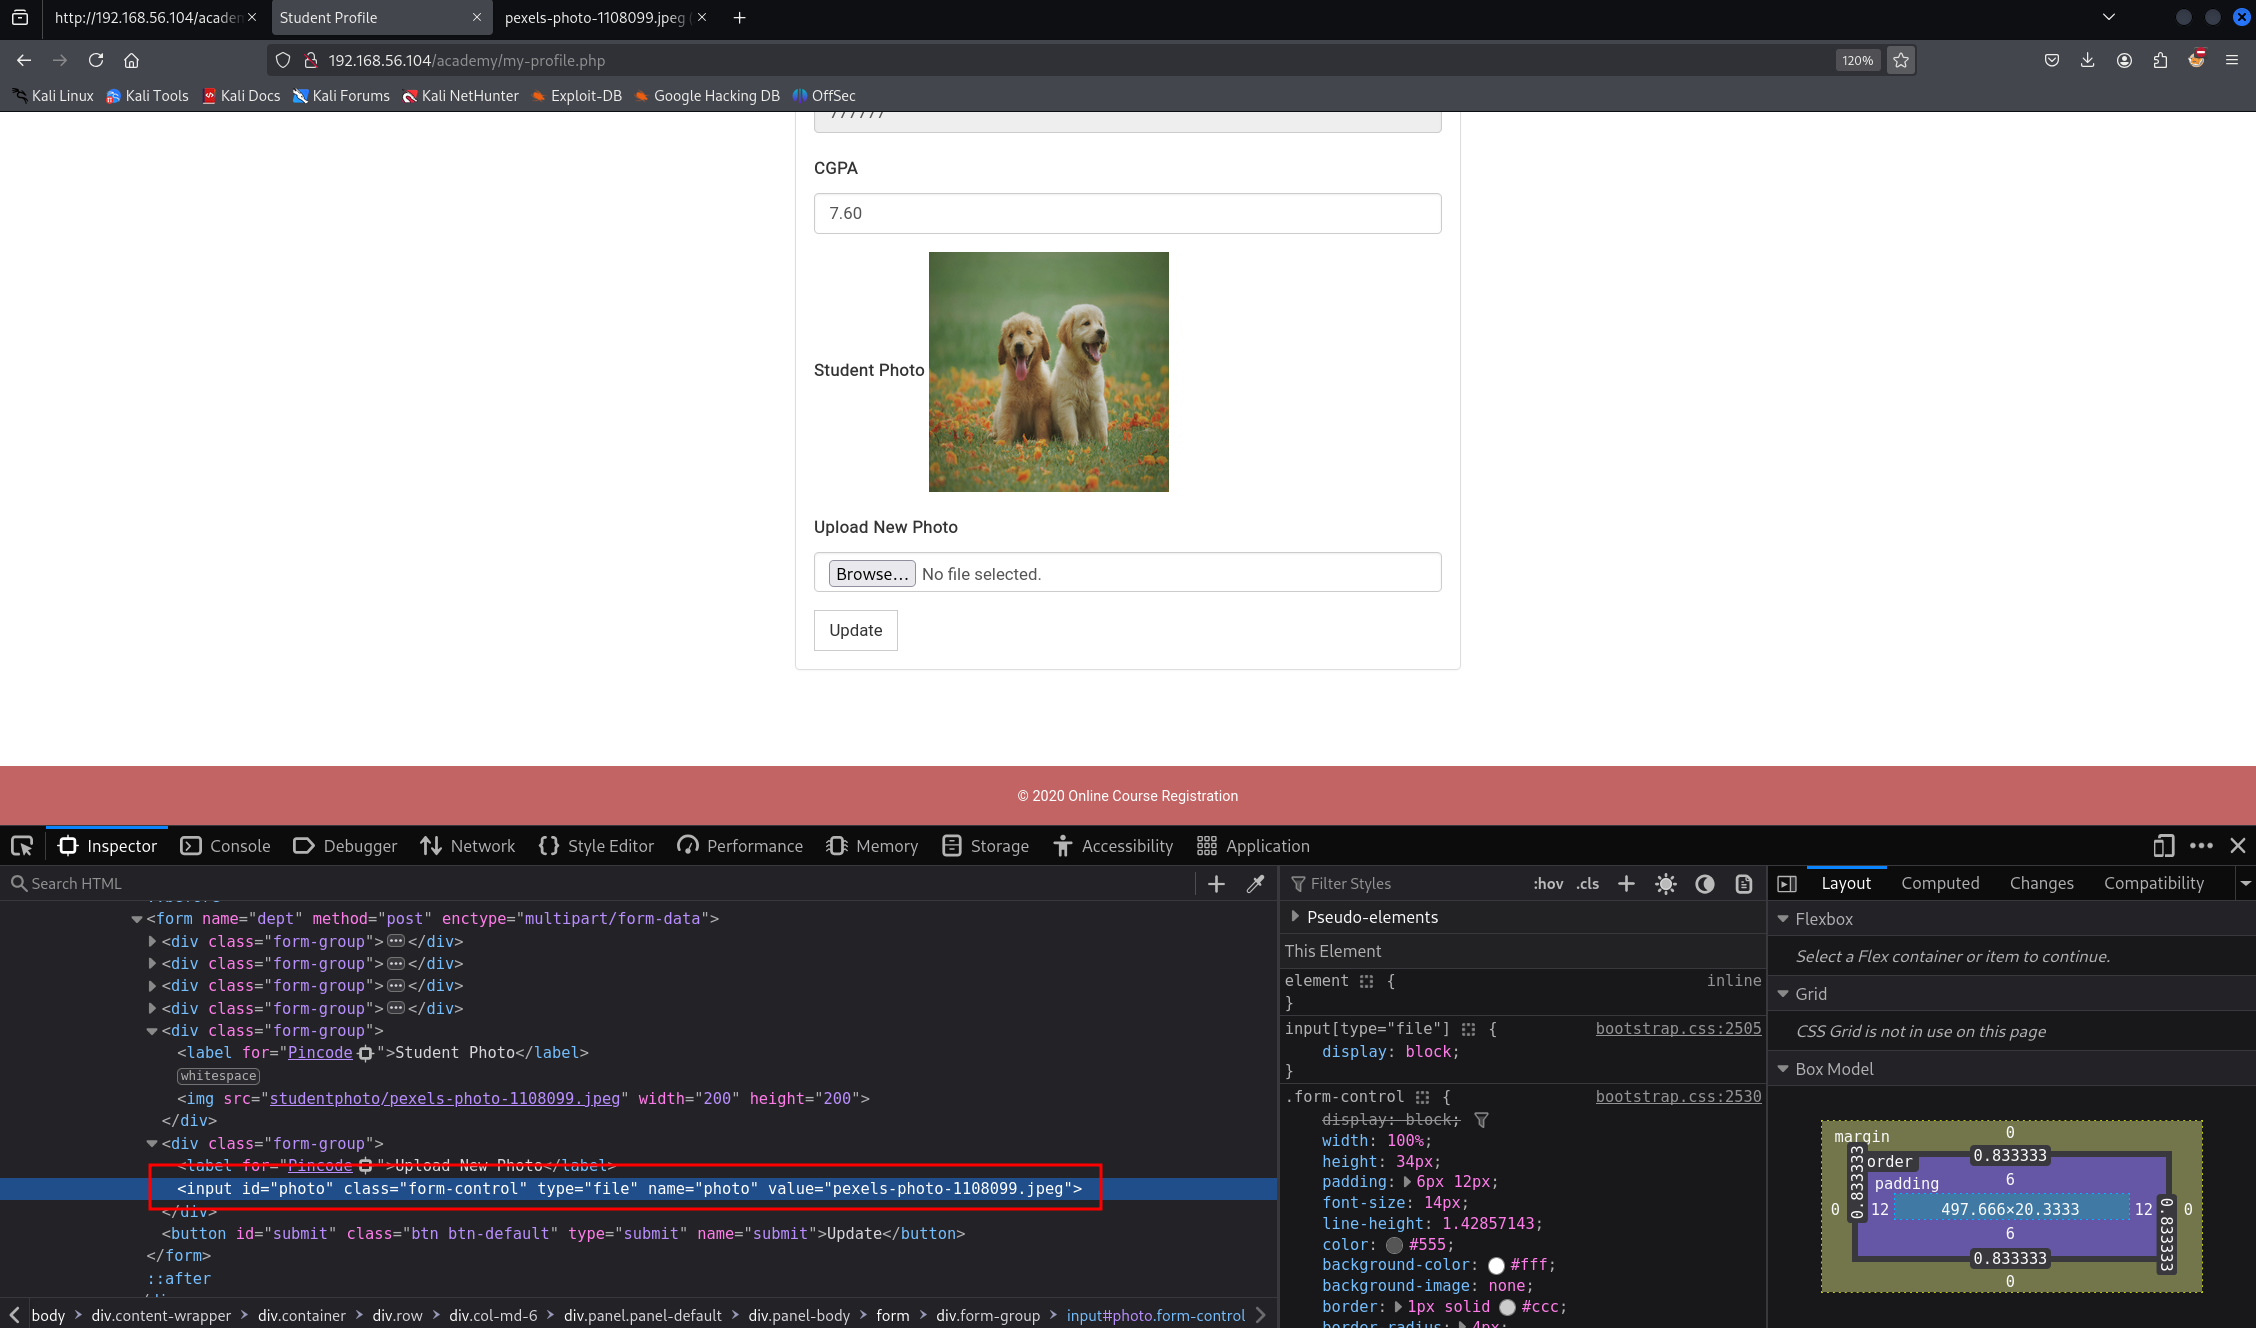 http://192.168.56.104/academ
Student Profile
pexels-photo-1108099.jpeg (
192.168.56.104/academy/my-profile.php
120%
Kali Linux
Kali Tools
Kali Docs
Kali Forums
Kali NetHunter
Exploit-DB
Google Hacking DB
OffSec
777777
CGPA
7.60
Student Photo
Upload New Photo
Browse… No file selected.
Update
© 2020 Online Course Registration
Inspector
Console
Debugger
Network
Style Editor
Performance
Memory
Storage
Accessibility
Application
Search HTML
::before
<form name="dept" method="post" enctype="multipart/form-data">
<div class="form-group"></div>
<div class="form-group"></div>
<div class="form-group"></div>
<div class="form-group"></div>
<div class="form-group">
<label for="Pincode">Student Photo</label>
whitespace
<img src="studentphoto/pexels-photo-1108099.jpeg" width="200" height="200">
</div>
<div class="form-group">
<label for="Pincode">Upload New Photo</label>
<input id="photo" class="form-control" type="file" name="photo" value="pexels-photo-1108099.jpeg">
</div>
<button id="submit" class="btn btn-default" type="submit" name="submit">Update</button>
</form>
::after
</div>
body
div.content-wrapper
div.container
div.row
div.col-md-6
div.panel.panel-default
div.panel-body
form
div.form-group
input#photo.form-control
Filter Styles
:hov
.cls
Pseudo-elements
This Element
element { inline
}
input[type="file"] { bootstrap.css:2505
display: block;
}
.form-control { bootstrap.css:2530
display: block;
width: 100%;
height: 34px;
padding: 6px 12px;
font-size: 14px;
line-height: 1.42857143;
color: #555;
background-color: #fff;
background-image: none;
border: 1px solid #ccc;
border-radius: 4px;
Layout
Computed
Changes
Compatibility
Flexbox
Select a Flex container or item to continue.
Grid
CSS Grid is not in use on this page
Box Model
margin
0
order
0.833333
padding
6
0
0.833333
12
497.666×20.3333
12
0.833333
0
6
0.833333
0